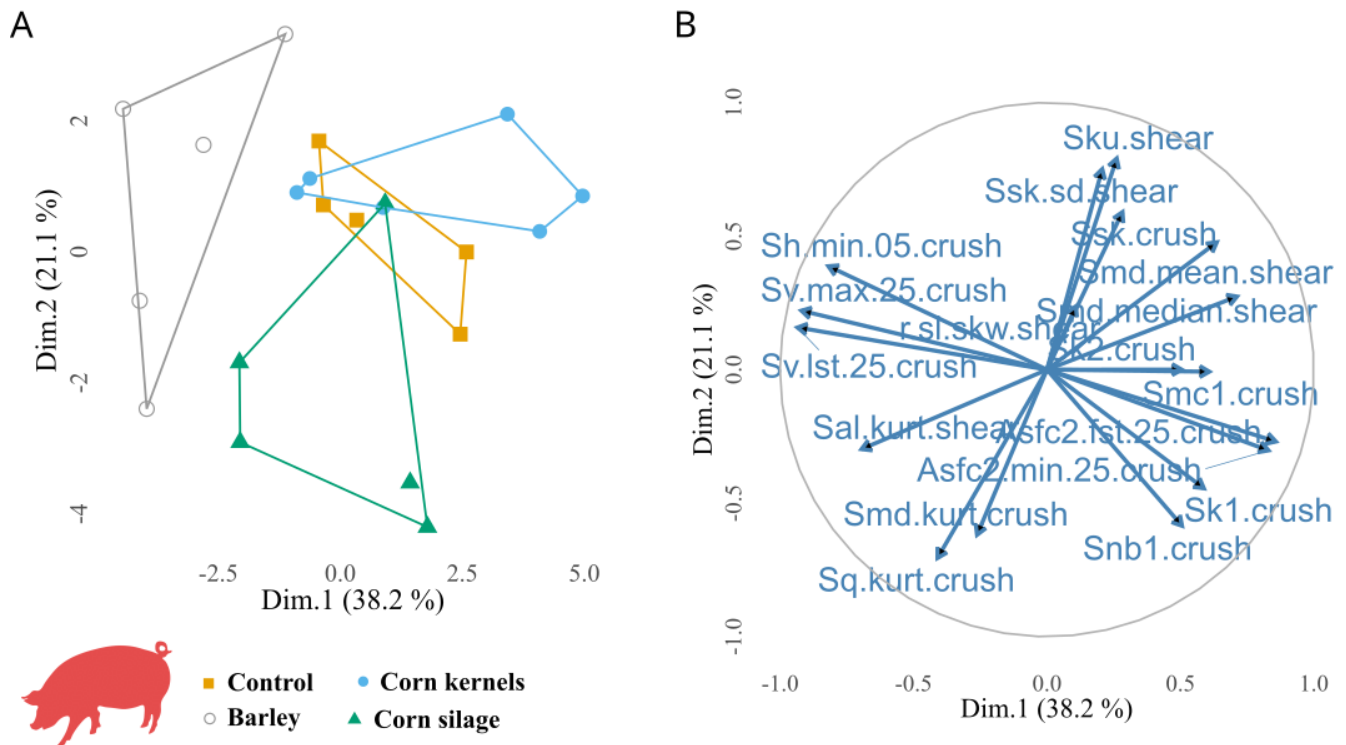 A
2
0
-2
-4
Dim.2 (21.1 %)
-2.5 0.0 2.5 5.0
Dim.1 (38.2 %)
Control
Corn kernels
Barley
Corn silage
B
1.0
0.5
0.0
-0.5
-1.0
Dim.2 (21.1 %)
Sku.shear
Ssk.sd.shear
Ssk.crush
Sh.min.05.crush
Smd.mean.shear
Sv.max.25.crush
Smd.median.shear
r.sl.skw.shear
Sk2.crush
Sv.lst.25.crush
Smc1.crush
Sal.kurt.shear
Asfc2.fst.25.crush
Asfc2.min.25.crush
Smd.kurt.crush
Sk1.crush
Snb1.crush
Sq.kurt.crush
-1.0 -0.5 0.0 0.5 1.0
Dim.1 (38.2 %)